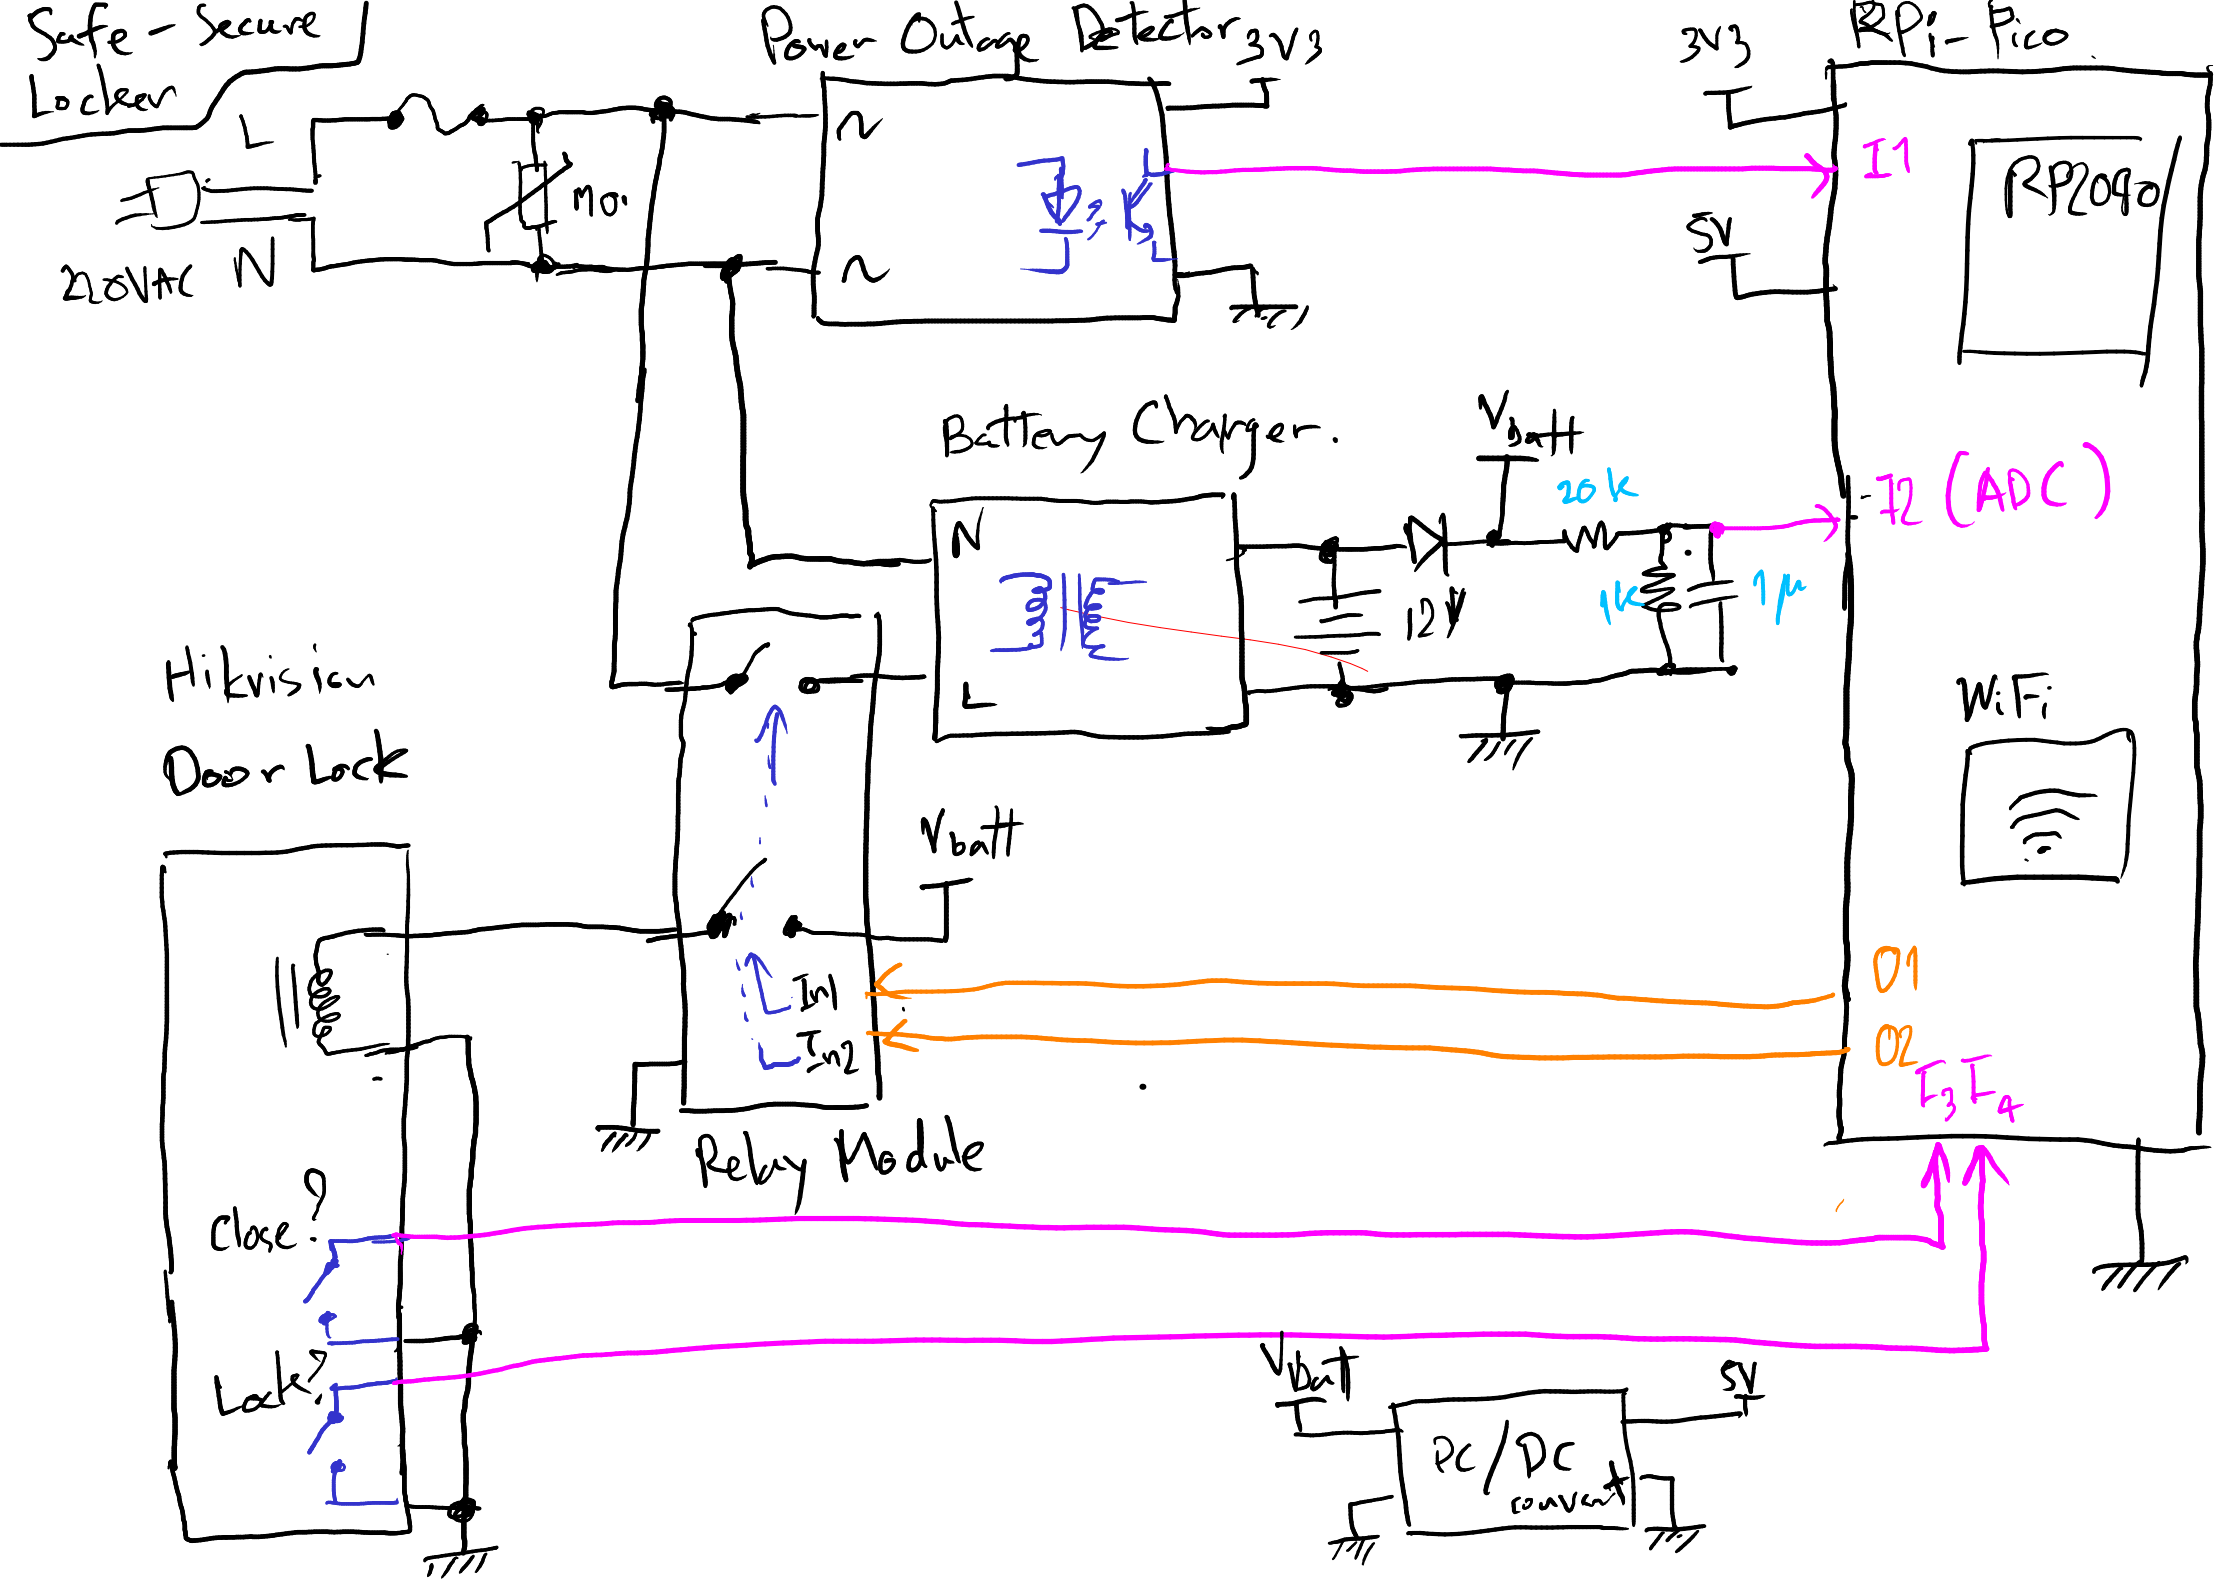 Safe-Secure
Locker
Power Outage Detector
3V3
3V3
RPi-Pico
L
N
220VAC
MOV
~
~
I1
RP2040
5V
Battery Charger.
Vbatt
20k
I2 (ADC)
N
L
12V
1k
1μ
WiFi
Hikvision
Door Lock
Vbatt
In1
In2
O1
O2
I3 I4
Relay Module
Close?
Lock?
Vbatt
DC/DC
convert
5V